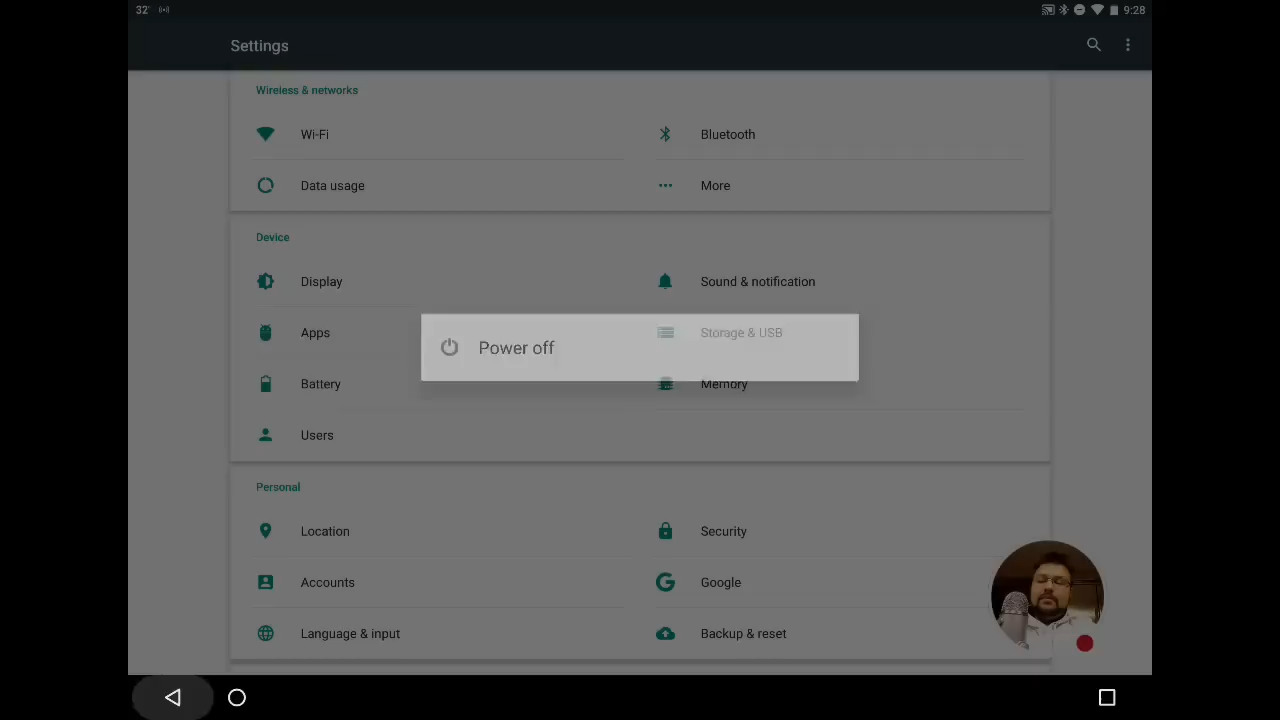 32° 9:28
Settings
Wireless & networks
Wi-Fi Bluetooth
Data usage More
Device
Display Sound & notification
Apps Storage & USB
Power off
Battery Memory
Users
Personal
Location Security
Accounts Google
Language & input Backup & reset